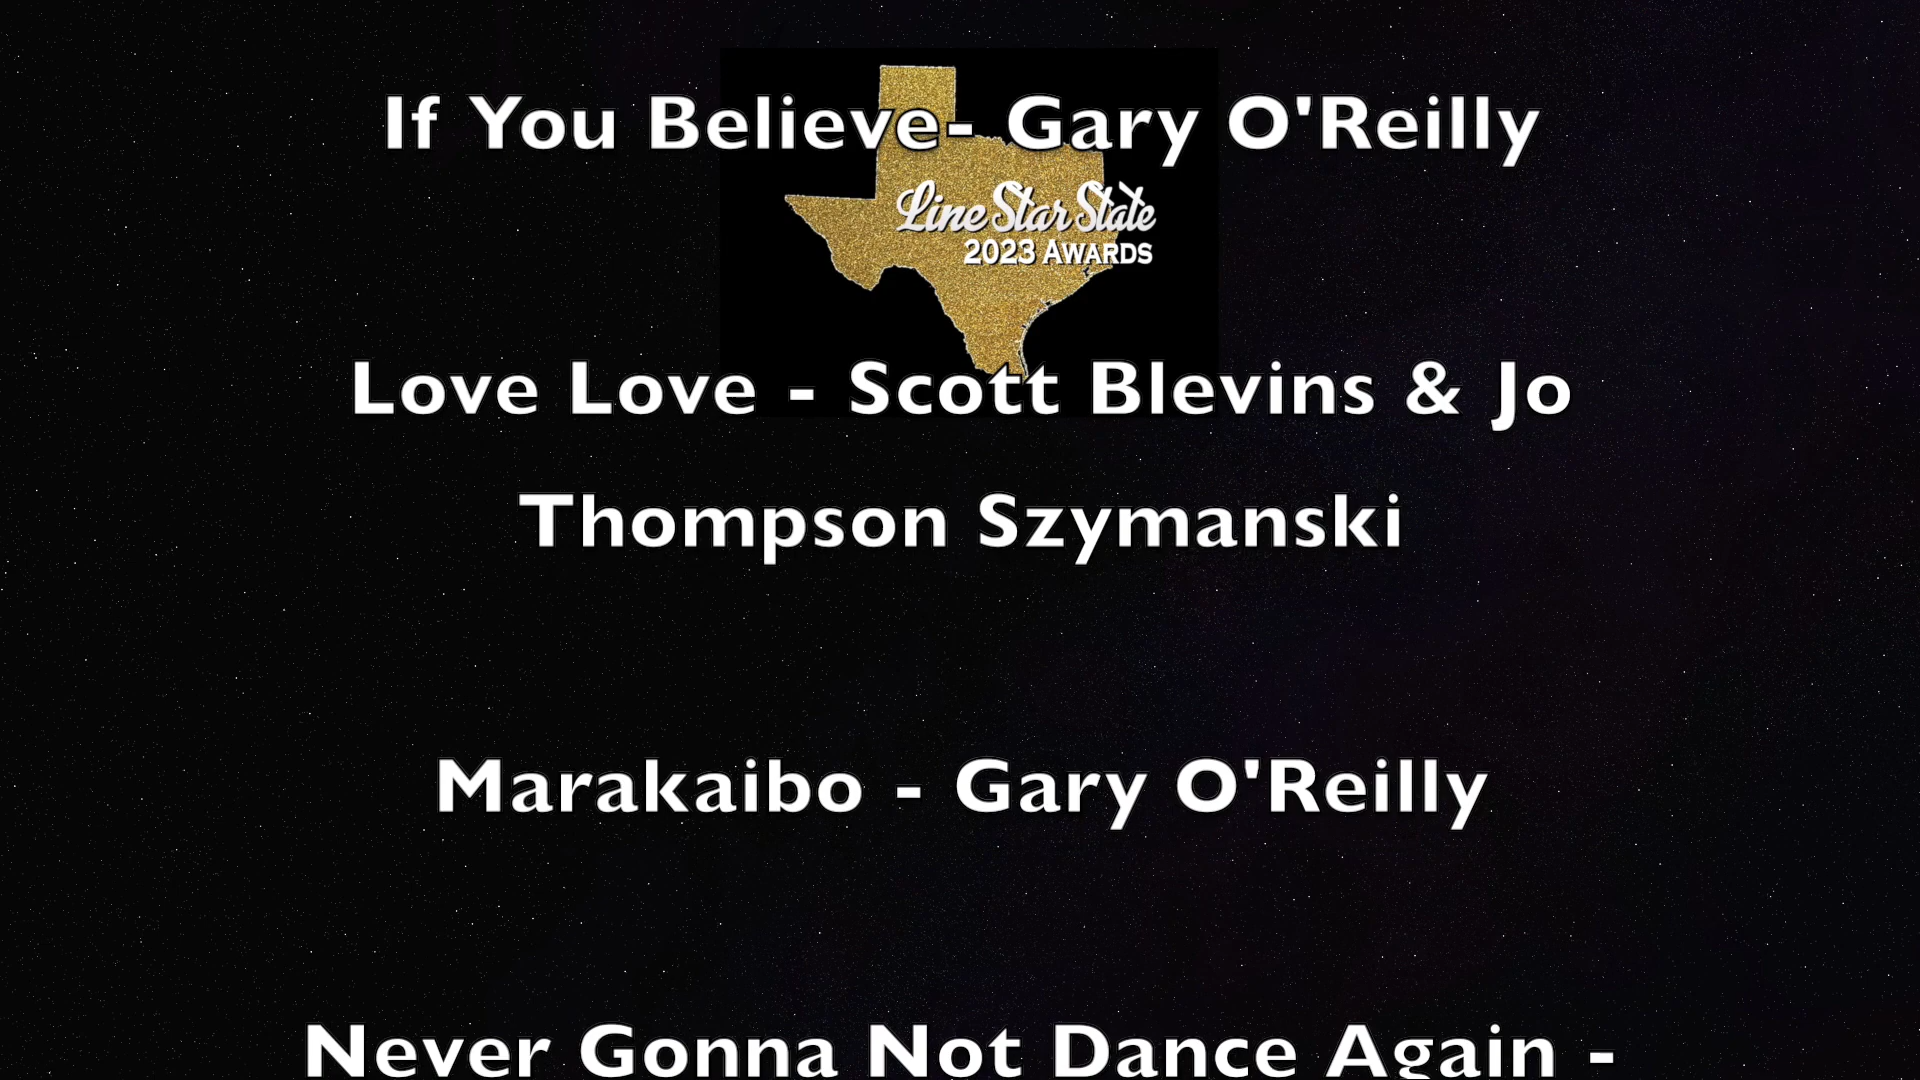 If You Believe- Gary O'Reilly
Line Star State
2023 Awards
Love Love - Scott Blevins & Jo
Thompson Szymanski
Marakaibo - Gary O'Reilly
Never Gonna Not Dance Again -